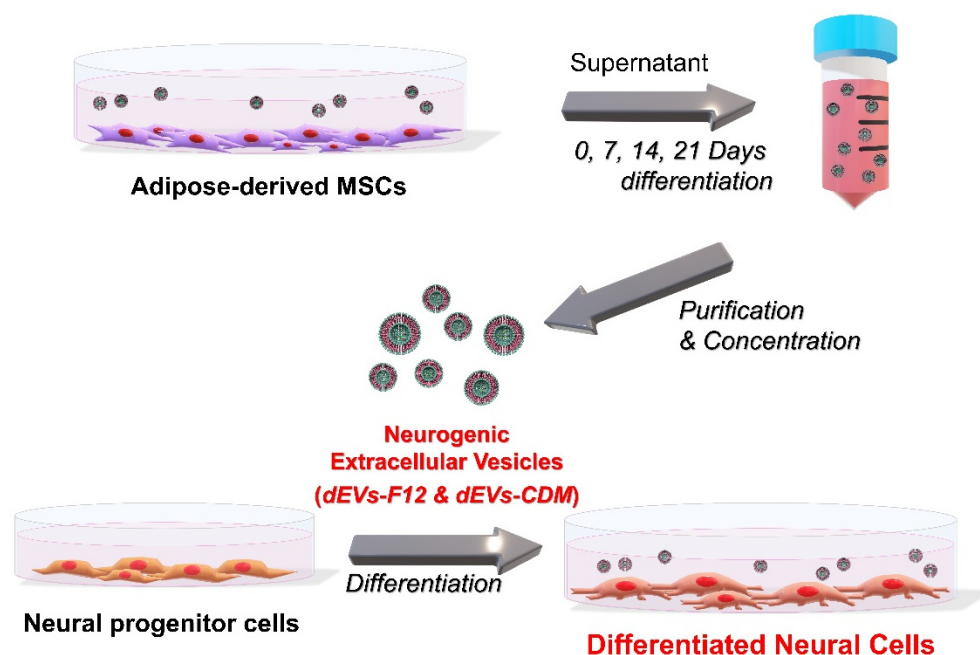 Supernatant
0, 7, 14, 21 Days
differentiation
Adipose-derived MSCs
Purification
& Concentration
Neurogenic
Extracellular Vesicles
(dEVs-F12 & dEVs-CDM)
Differentiation
Neural progenitor cells
Differentiated Neural Cells